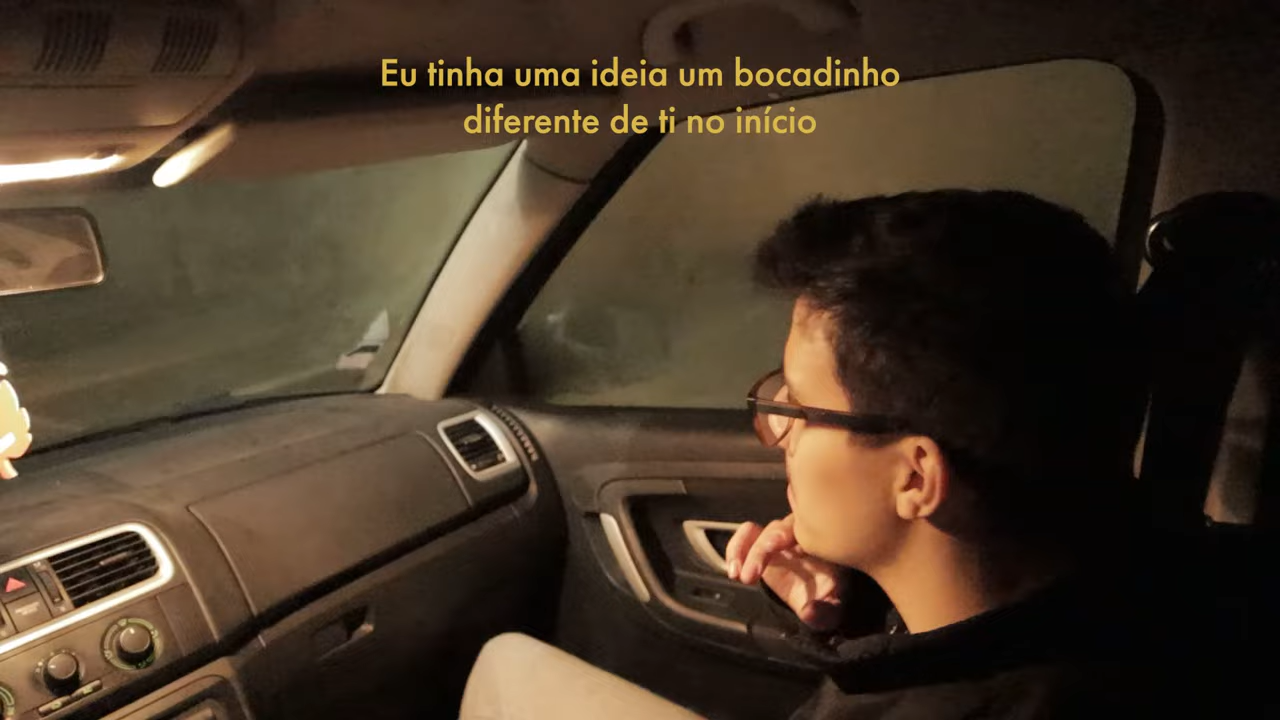 Eu tinha uma ideia um bocadinho
diferente de ti no início